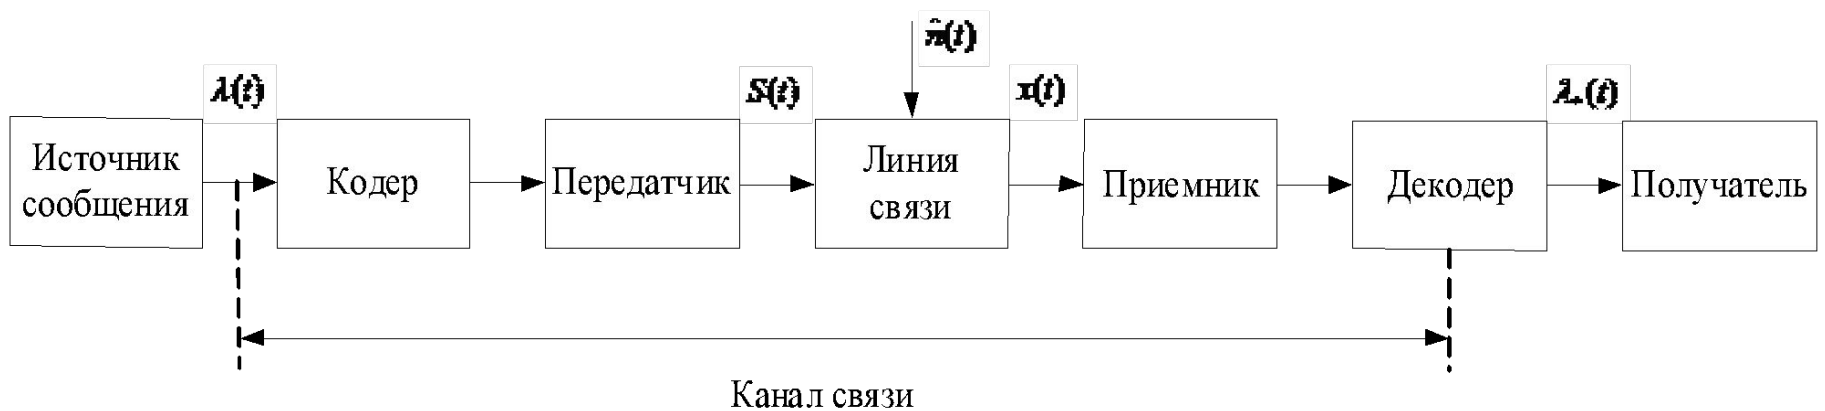 n(t)
λ(t)
S(t)
x(t)
Источник
сообщения
Кодер
Передатчик
Линия
связи
Приемник
Декодер
Получатель
Канал связи